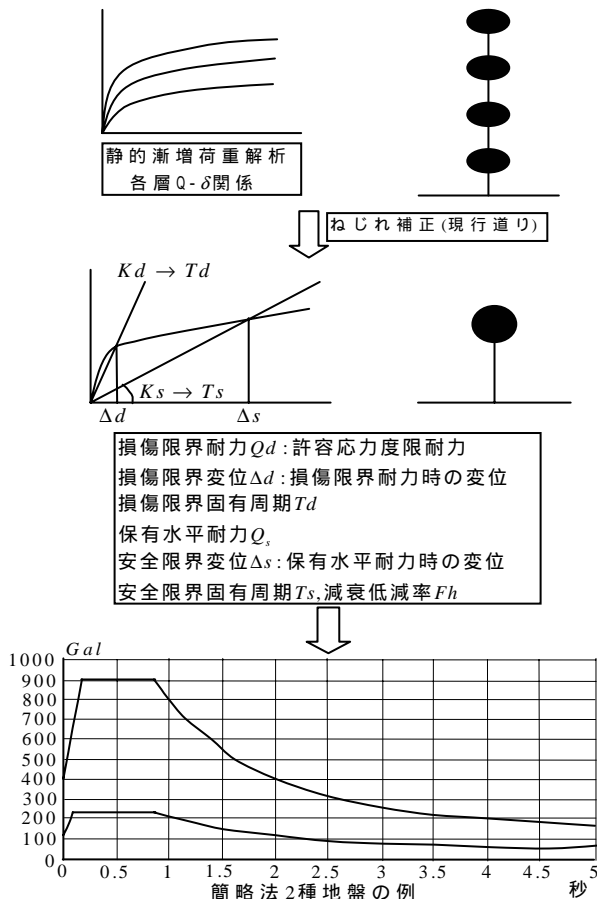 静的漸増荷重解析
各層Q-δ関係
ねじれ補正(現行道り)
Kd → Td
Ks → Ts
Δd
Δs
損傷限界耐力Qd:許容応力度限耐力
損傷限界変位Δd:損傷限界耐力時の変位
損傷限界固有周期Td
保有水平耐力Qs
安全限界変位Δs:保有水平耐力時の変位
安全限界固有周期Ts,減衰低減率Fh
Gal
1000
900
800
700
600
500
400
300
200
100
0
0 0.5 1 1.5 2 2.5 3 3.5 4 4.5 5
簡略法2種地盤の例 秒